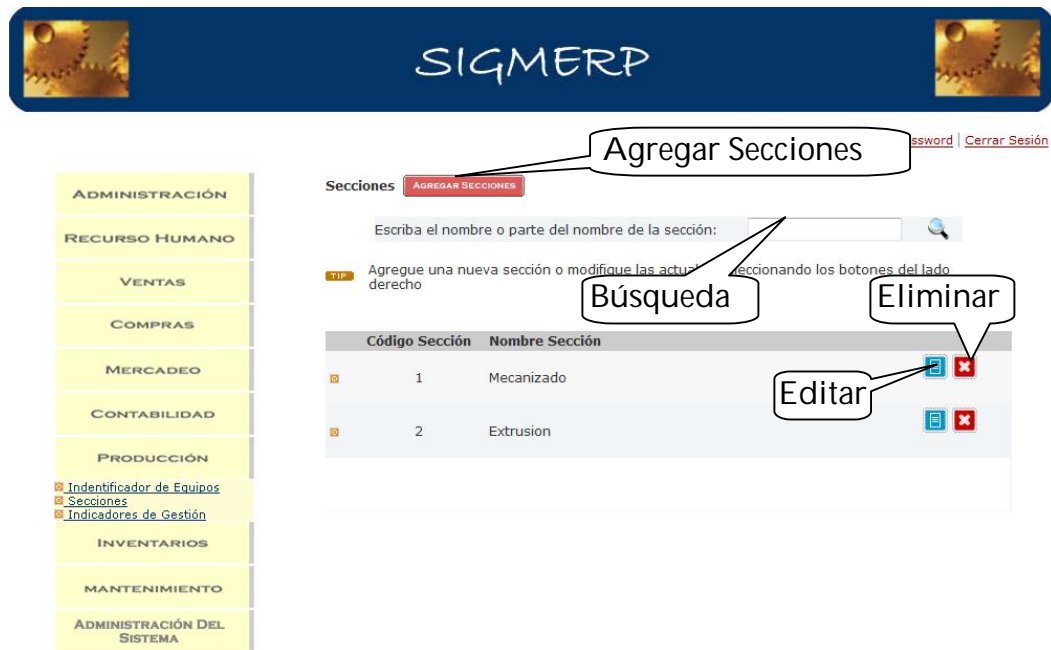 SIGMERP
Agregar Secciones
ssword | Cerrar Sesión
Secciones AGREGAR SECCIONES
Escriba el nombre o parte del nombre de la sección:
TIP Agregue una nueva sección o modifique las actual eccionando los botones del lado
derecho
Búsqueda
Eliminar
Código Sección Nombre Sección
1 Mecanizado
Editar
2 Extrusion
ADMINISTRACIÓN
RECURSO HUMANO
VENTAS
COMPRAS
MERCADEO
CONTABILIDAD
PRODUCCIÓN
Indentificador de Equipos
Secciones
Indicadores de Gestión
INVENTARIOS
MANTENIMIENTO
ADMINISTRACIÓN DEL
SISTEMA